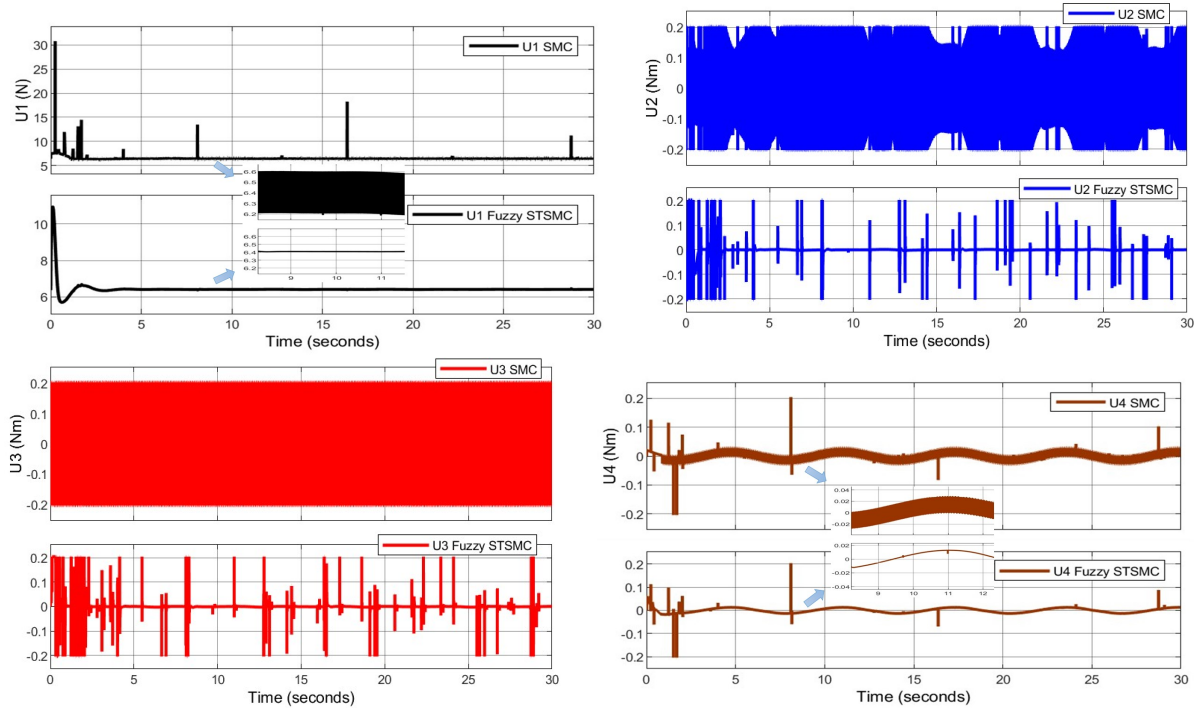 U1 SMC
30
25
20
15
10
5
U1 (N)
6.6
6.5
6.4
6.3
6.2
U1 Fuzzy STSMC
10
8
6
6.6
6.4
6.2
9 10 11
0 5 10 15 20 25 30
Time (seconds)
U2 SMC
0.2
0.1
0
-0.1
-0.2
U2 (Nm)
U2 Fuzzy STSMC
0.2
0.1
0
-0.1
-0.2
0 5 10 15 20 25 30
Time (seconds)
U3 SMC
0.2
0.1
0
-0.1
-0.2
U3 (Nm)
U3 Fuzzy STSMC
0.2
0.1
0
-0.1
-0.2
0 5 10 15 20 25 30
Time (seconds)
U4 SMC
0.2
0.1
0
-0.1
-0.2
U4 (Nm)
0.04
0.02
0
-0.02
U4 Fuzzy STSMC
0.2
0.1
0
-0.1
-0.2
0.02
0
-0.02
-0.04
9 10 11 12
0 5 10 15 20 25 30
Time (seconds)